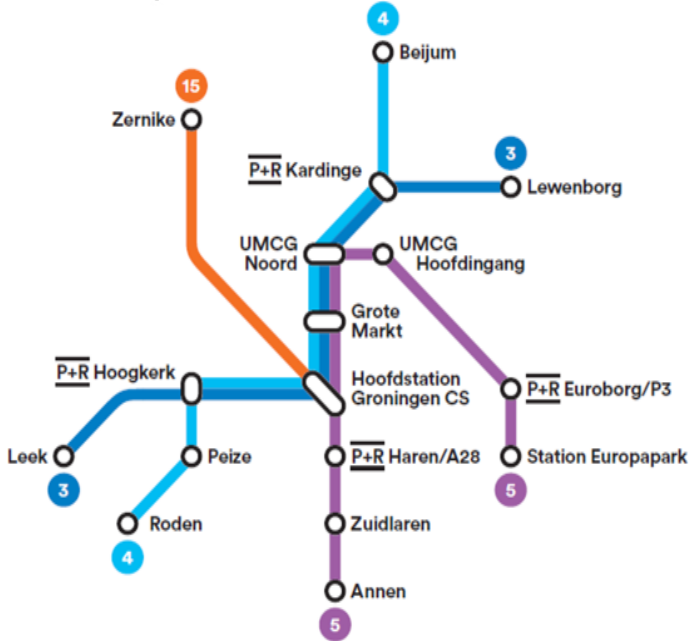 4
Beijum
15
Zernike
3
P+R Kardinge
Lewenborg
UMCG
Noord
UMCG
Hoofdingang
Grote
Markt
P+R Hoogkerk
Hoofdstation
Groningen CS
P+R Euroborg/P3
Leek
Peize
P+R Haren/A28
Station Europapark
3
5
Roden
Zuidlaren
4
Annen
5